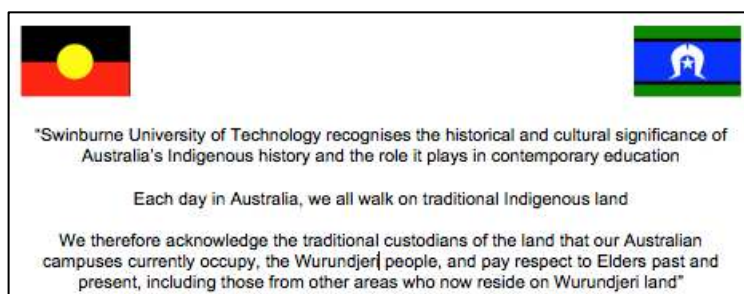 "Swinburne University of Technology recognises the historical and cultural significance of
Australia's Indigenous history and the role it plays in contemporary education
Each day in Australia, we all walk on traditional Indigenous land
We therefore acknowledge the traditional custodians of the land that our Australian
campuses currently occupy, the Wurundjeri people, and pay respect to Elders past and
present, including those from other areas who now reside on Wurundjeri land"